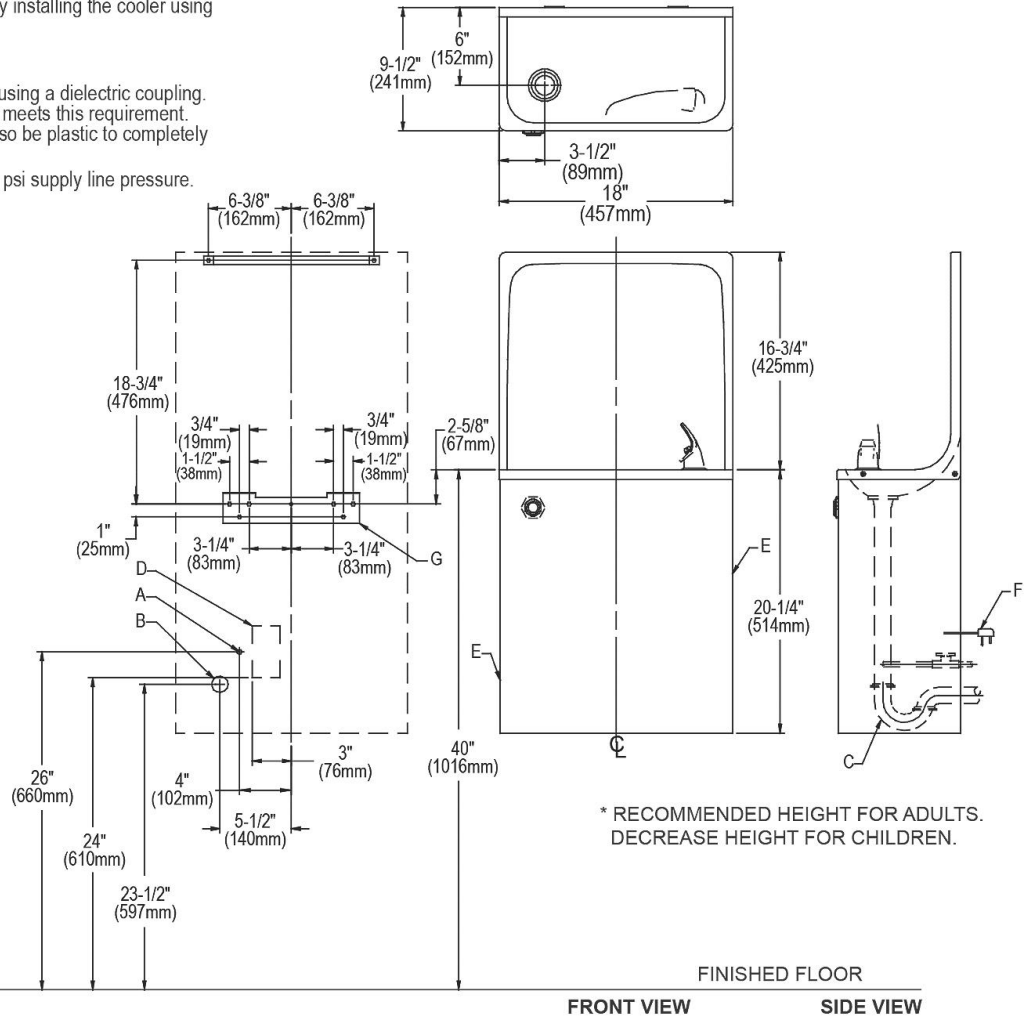 y installing the cooler using
using a dielectric coupling.
meets this requirement.
so be plastic to completely
psi supply line pressure.
9-1/2"
(241mm)
6"
(152mm)
3-1/2"
(89mm)
18"
(457mm)
6-3/8"
(162mm)
6-3/8"
(162mm)
18-3/4"
(476mm)
3/4"
(19mm)
1-1/2"
(38mm)
3/4"
(19mm)
1-1/2"
(38mm)
2-5/8"
(67mm)
16-3/4"
(425mm)
1"
(25mm)
3-1/4"
(83mm)
3-1/4"
(83mm)
G
D
A
B
E
E
20-1/4"
(514mm)
F
C
CL
26"
(660mm)
24"
(610mm)
23-1/2"
(597mm)
4"
(102mm)
5-1/2"
(140mm)
3"
(76mm)
40"
(1016mm)
* RECOMMENDED HEIGHT FOR ADULTS.
DECREASE HEIGHT FOR CHILDREN.
FINISHED FLOOR
FRONT VIEW
SIDE VIEW